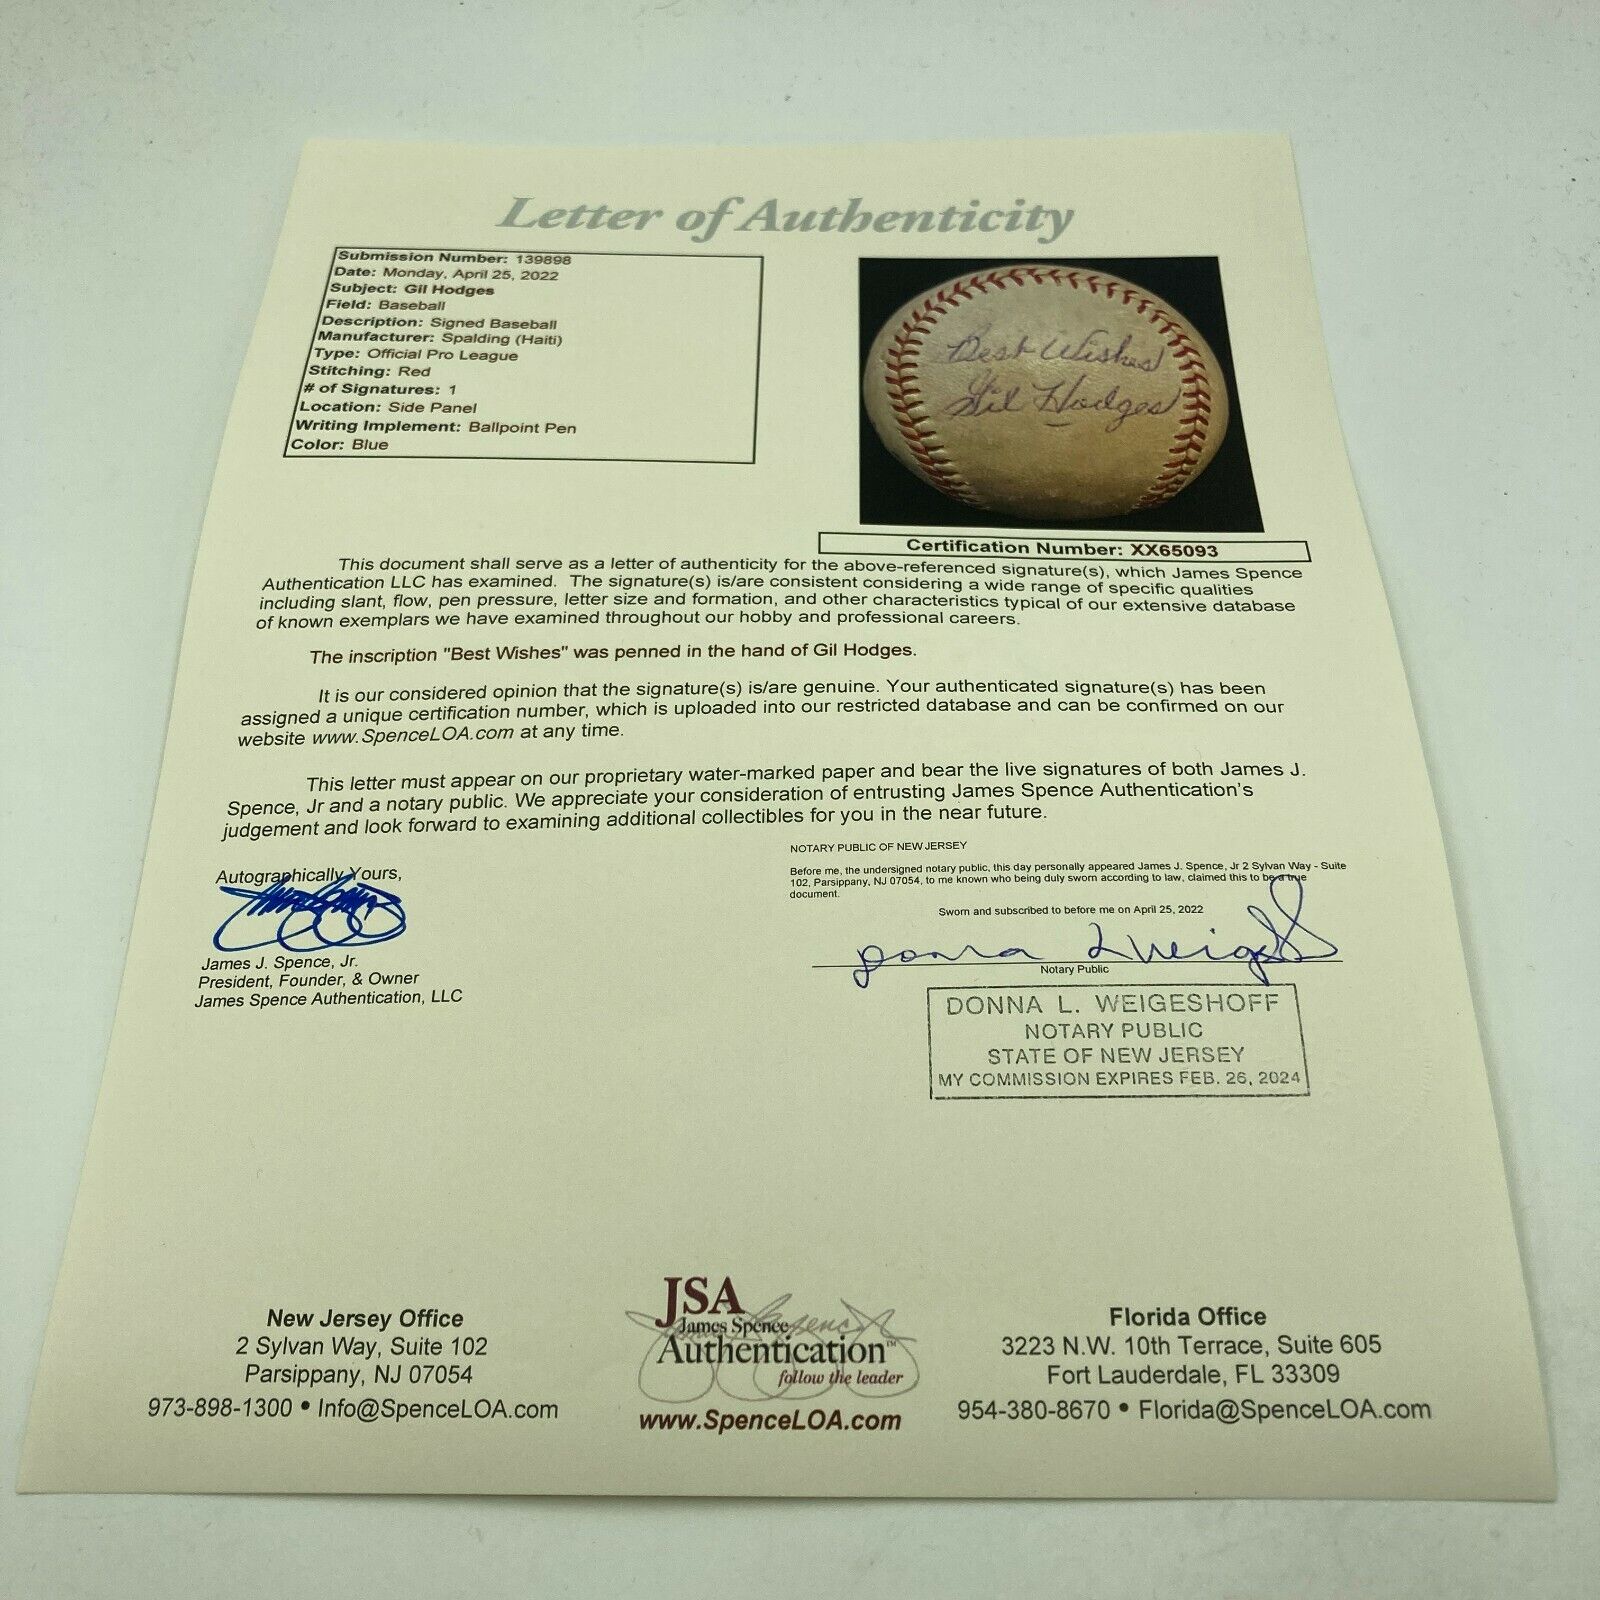 Letter of Authenticity
Submission Number: 139898
Date: Monday, April 25, 2022
Subject: Gil Hodges
Field: Baseball
Description: Signed Baseball
Manufacturer: Spalding (Haiti)
Type: Official Pro League
Stitching: Red
# of Signatures: 1
Location: Side Panel
Writing Implement: Ballpoint Pen
Color: Blue
Best Wishes
Gil Hodges
Certification Number: XX65093
This document shall serve as a letter of authenticity for the above-referenced signature(s), which James Spence
Authentication LLC has examined. The signature(s) is/are consistent considering a wide range of specific qualities
including slant, flow, pen pressure, letter size and formation, and other characteristics typical of our extensive database
of known exemplars we have examined throughout our hobby and professional careers.
The inscription "Best Wishes" was penned in the hand of Gil Hodges.
It is our considered opinion that the signature(s) is/are genuine. Your authenticated signature(s) has been
assigned a unique certification number, which is uploaded into our restricted database and can be confirmed on our
website www.SpenceLOA.com at any time.
This letter must appear on our proprietary water-marked paper and bear the live signatures of both James J.
Spence, Jr and a notary public. We appreciate your consideration of entrusting James Spence Authentication's
judgement and look forward to examining additional collectibles for you in the near future.
Autographically Yours,
James J. Spence, Jr.
President, Founder, & Owner
James Spence Authentication, LLC
NOTARY PUBLIC OF NEW JERSEY
Before me, the undersigned notary public, this day personally appeared James J. Spence, Jr 2 Sylvan Way - Suite
102, Parsippany, NJ 07054, to me known who being duly sworn according to law, claimed this to be a true
document.
Sworn and subscribed to before me on April 25, 2022
Donna L Weigeshoff
Notary Public
DONNA L. WEIGESHOFF
NOTARY PUBLIC
STATE OF NEW JERSEY
MY COMMISSION EXPIRES FEB. 26, 2024
New Jersey Office
2 Sylvan Way, Suite 102
Parsippany, NJ 07054
973-898-1300 • Info@SpenceLOA.com
JSA
James Spence
Authentication™
follow the leader
www.SpenceLOA.com
Florida Office
3223 N.W. 10th Terrace, Suite 605
Fort Lauderdale, FL 33309
954-380-8670 • Florida@SpenceLOA.com